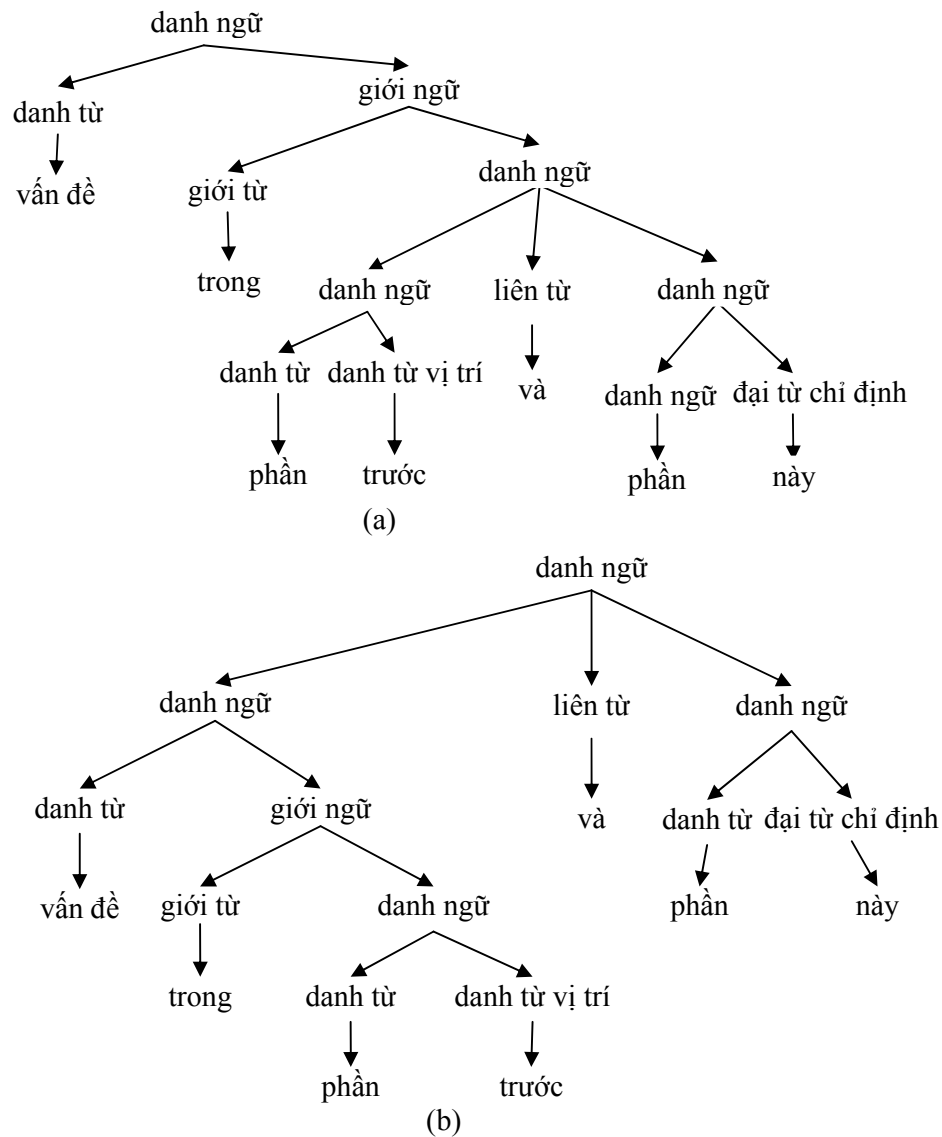 danh ngữ
giới ngữ
danh từ
danh ngữ
vấn đề giới từ
trong danh ngữ liên từ danh ngữ
danh từ danh từ vị trí và danh ngữ đại từ chỉ định
phần trước phần này
(a)
danh ngữ
danh ngữ liên từ danh ngữ
danh từ giới ngữ và danh từ đại từ chỉ định
vấn đề giới từ danh ngữ phần này
trong danh từ danh từ vị trí
phần trước
(b)